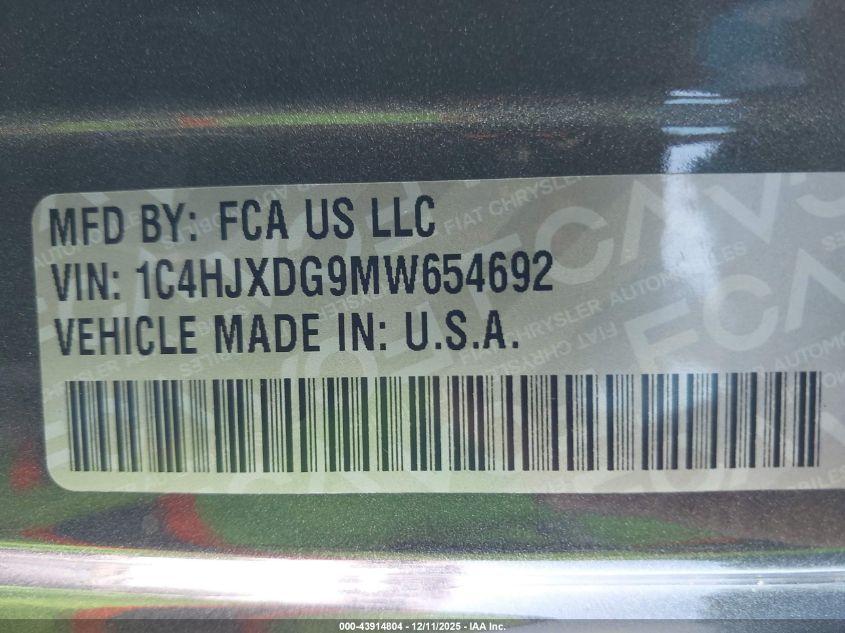 MFD BY: FCA US LLC
VIN: 1C4HJXDG9MW654692
VEHICLE MADE IN: U.S.A.
000-43914804 - 12/11/2025 - IAA Inc.